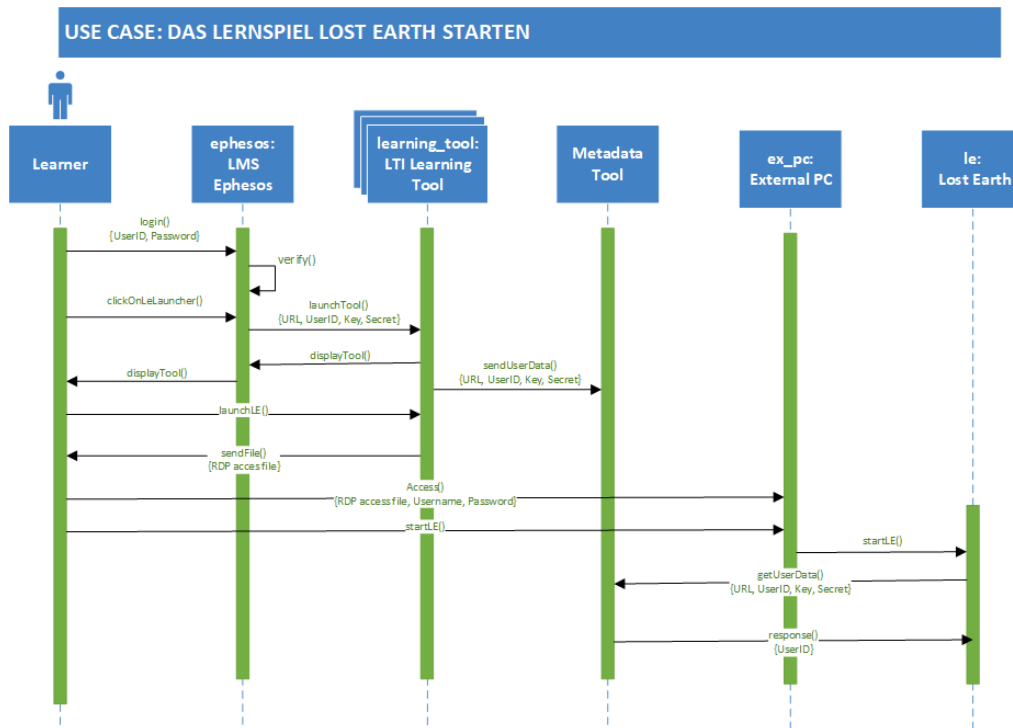 USE CASE: DAS LERNSPIEL LOST EARTH STARTEN
Learner
ephesos:
LMS
Ephesos
learning_tool:
LTI Learning
Tool
Metadata
Tool
ex_pc:
External PC
le:
Lost Earth
login()
{UserID, Password}
verify()
clickOnLeLauncher()
launchTool()
{URL, UserID, Key, Secret}
displayTool()
displayTool()
sendUserData()
{URL, UserID, Key, Secret}
launchLE()
sendFile()
{RDP acces file}
Access()
{RDP access file, Username, Password}
startLE()
startLE()
getUserData()
{URL, UserID, Key, Secret}
response()
{UserID}